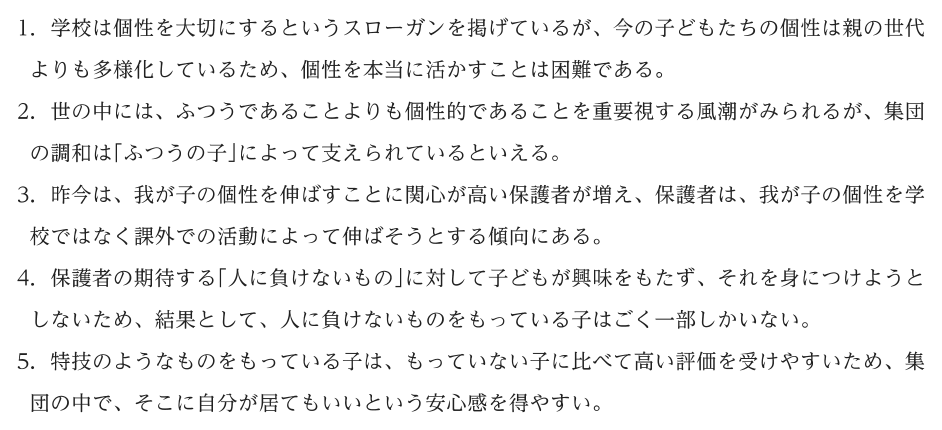 1. 学校は個性を大切にするというスローガンを掲げているが、今の子どもたちの個性は親の世代
よりも多様化しているため、個性を本当に活かすことは困難である。
2. 世の中には、ふつうであることよりも個性的であることを重要視する風潮がみられるが、集団
の調和は「ふつうの子」によって支えられているといえる。
3. 昨今は、我が子の個性を伸ばすことに関心が高い保護者が増え、保護者は、我が子の個性を学
校ではなく課外での活動によって伸ばそうとする傾向にある。
4. 保護者の期待する「人に負けないもの」に対して子どもが興味をもたず、それを身につけようと
しないため、結果として、人に負けないものをもっている子はごく一部しかいない。
5. 特技のようなものをもっている子は、もっていない子に比べて高い評価を受けやすいため、集
団の中で、そこに自分が居てもいいという安心感を得やすい。